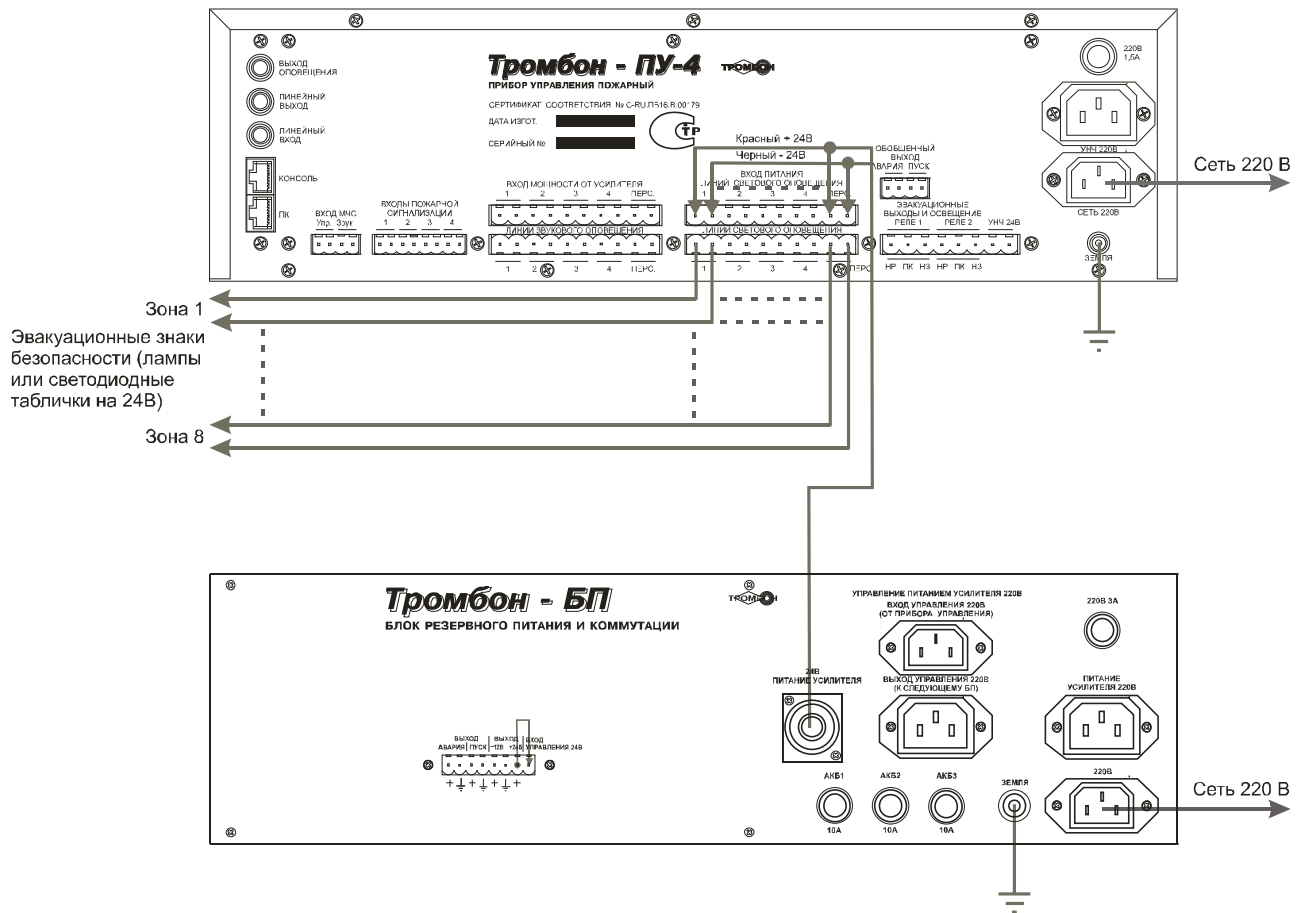 Тромбон - ПУ-4
ТРОМБОН
ПРИБОР УПРАВЛЕНИЯ ПОЖАРНЫЙ
СЕРТИФИКАТ СООТВЕТСТВИЯ № C-RU.ПБ16.В.00179
ДАТА ИЗГОТ.
СЕРИЙНЫЙ №
ВЫХОД
ОПОВЕЩЕНИЯ
ЛИНЕЙНЫЙ
ВЫХОД
ЛИНЕЙНЫЙ
ВХОД
КОНСОЛЬ
ПК
ВХОД МЧС
Упр. Звук
ВХОДЫ ПОЖАРНОЙ
СИГНАЛИЗАЦИИ
1 2 3 4
ВХОД МОЩНОСТИ ОТ УСИЛИТЕЛЯ
1 2 3 4 ПЕРС.
ЛИНИИ ЗВУКОВОГО ОПОВЕЩЕНИЯ
1 2 3 4 ПЕРС.
Красный + 24В
Черный - 24В
ВХОД ПИТАНИЯ
ЛИНИЙ СВЕТОВОГО ОПОВЕЩЕНИЯ
1 2 3 4 ПЕРС.
ЛИНИИ СВЕТОВОГО ОПОВЕЩЕНИЯ
1 2 3 4 ПЕРС.
ОБОБЩЕННЫЙ
ВЫХОД
АВАРИЯ ПУСК
ЭВАКУАЦИОННЫЕ
ВЫХОДЫ И ОСВЕЩЕНИЕ
РЕЛЕ 1 РЕЛЕ 2 УНЧ 24В
НР ПК НЗ НР ПК НЗ
220В
1,5А
УНЧ 220В
СЕТЬ 220В
ЗЕМЛЯ
Сеть 220 В
Зона 1
Эвакуационные знаки
безопасности (лампы
или светодиодные
таблички на 24В)
Зона 8
Тромбон - БП
ТРОМБОН
БЛОК РЕЗЕРВНОГО ПИТАНИЯ И КОММУТАЦИИ
ВЫХОД ВЫХОД ВХОД
АВАРИЯ ПУСК ~12В +24В УПРАВЛЕНИЯ 24В
+ + + +
24В
ПИТАНИЕ УСИЛИТЕЛЯ
УПРАВЛЕНИЕ ПИТАНИЕМ УСИЛИТЕЛЯ 220В
ВХОД УПРАВЛЕНИЯ 220В
(ОТ ПРИБОРА УПРАВЛЕНИЯ)
ВЫХОД УПРАВЛЕНИЯ 220В
(К СЛЕДУЮЩЕМУ БП)
220В 3А
ПИТАНИЕ
УСИЛИТЕЛЯ 220В
220В
АКБ1 АКБ2 АКБ3
10А 10А 10А
ЗЕМЛЯ
Сеть 220 В